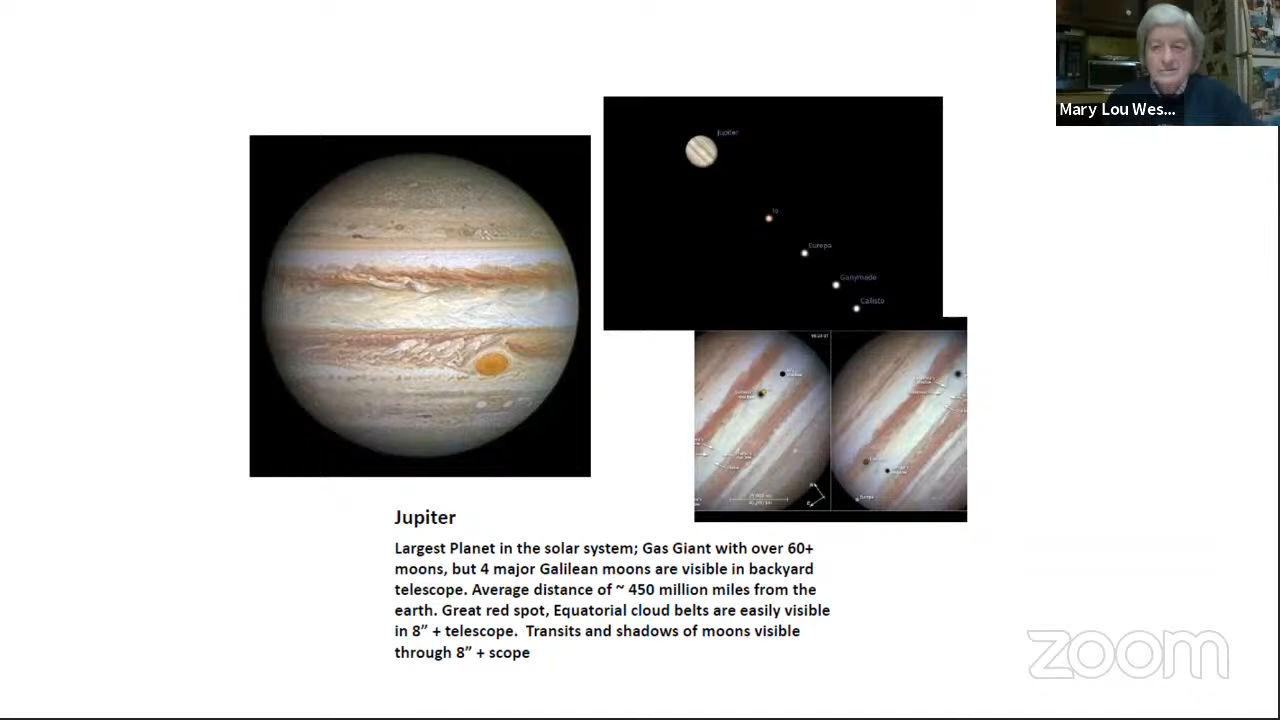 Mary Lou Wes...
Jupiter
Io
Europa
Ganymade
Callisto
Jupiter
Largest Planet in the solar system; Gas Giant with over 60+
moons, but 4 major Galilean moons are visible in backyard
telescope. Average distance of ~ 450 million miles from the
earth. Great red spot, Equatorial cloud belts are easily visible
in 8” + telescope.  Transits and shadows of moons visible
through 8” + scope
zoom